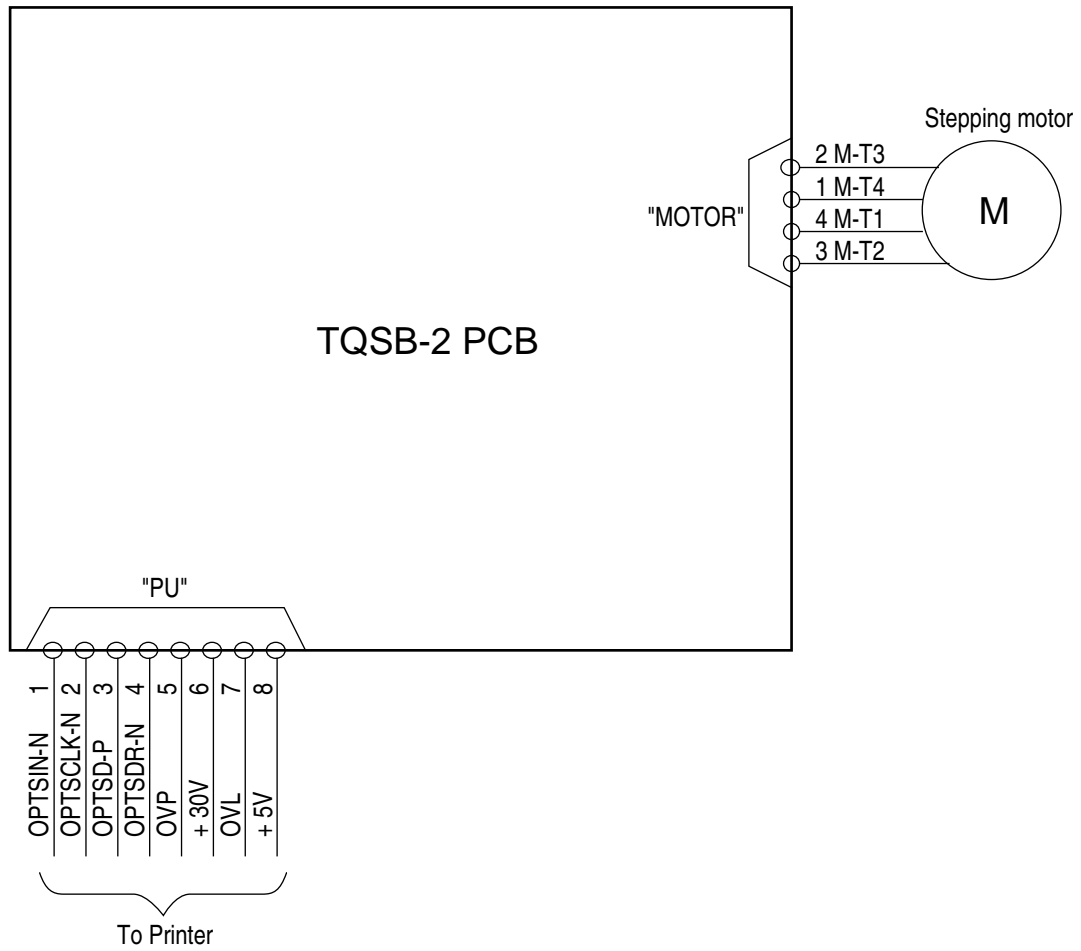 Stepping motor
2 M-T3
1 M-T4
4 M-T1
3 M-T2
M
"MOTOR"
TQSB-2 PCB
"PU"
1 OPTSIN-N
2 OPTSCLK-N
3 OPTSD-P
4 OPTSDR-N
5 OVP
6 + 30V
7 OVL
8 + 5V
To Printer